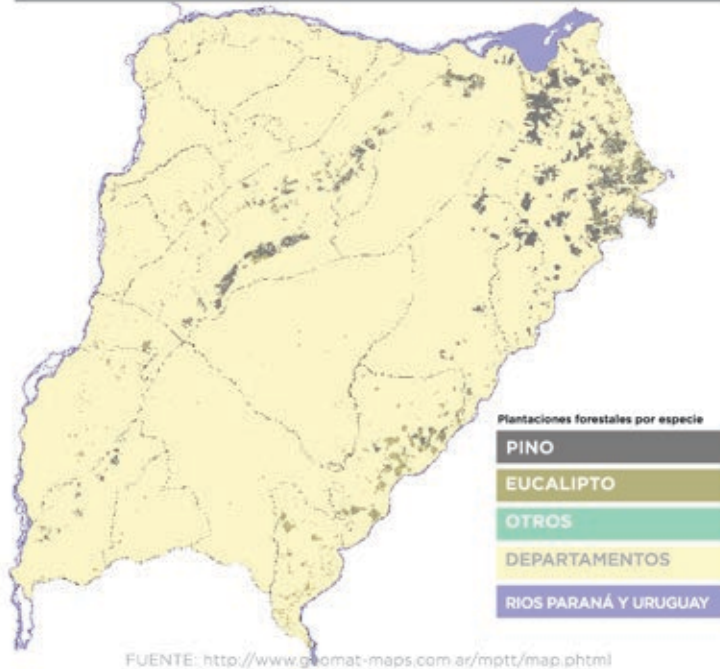 Plantaciones forestales por especie
PINO
EUCALIPTO
OTROS
DEPARTAMENTOS
RIOS PARANÁ Y URUGUAY
FUENTE: http://www.geomat-maps.com.ar/mptt/map.phtml